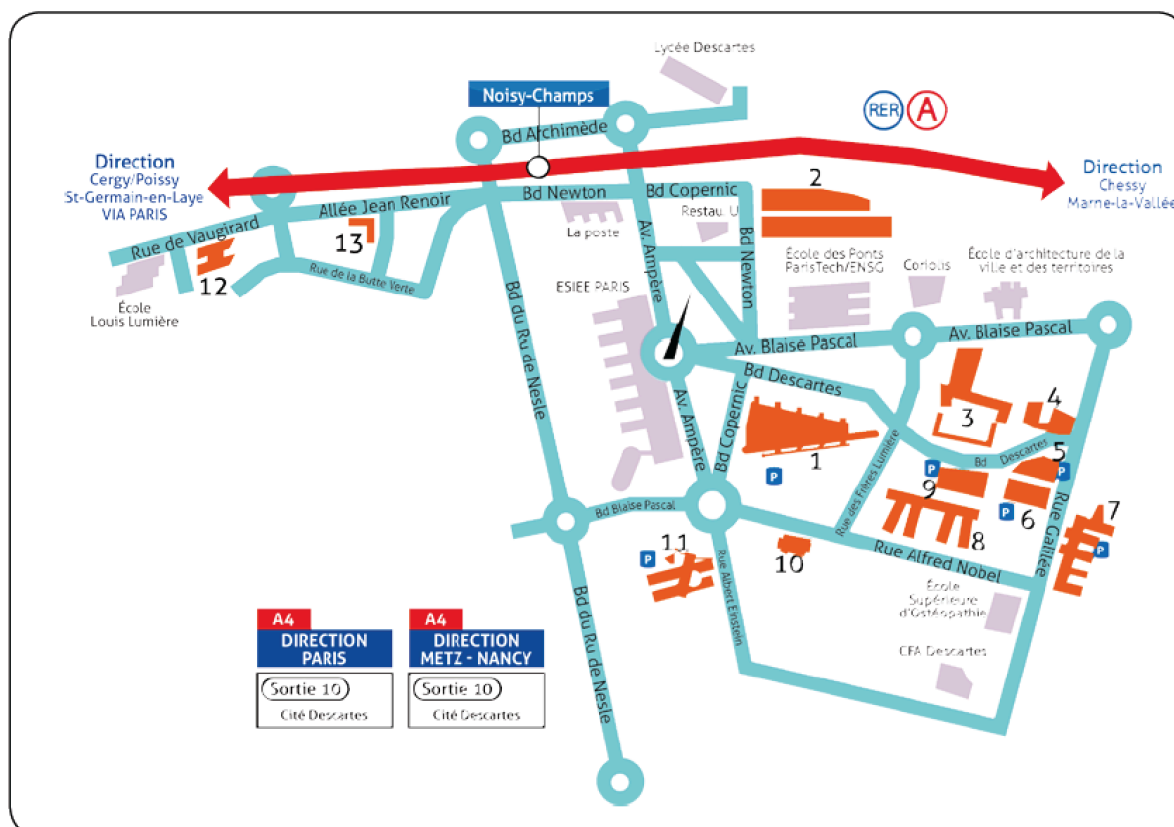 Lycée Descartes
Noisy-Champs
Bd Archimède
RER A
Direction
Cergy/Poissy
St-Germain-en-Laye
VIA PARIS
Direction
Chessy
Marne-la-Vallée
Rue de Vaugirard
Allée Jean Renoir
Bd Newton
Bd Copernic
2
13
La poste
Restau. U
Av. Ampère
Bd Newton
École des Ponts
ParisTech/ENSG
Coriolis
École d'architecture de la
ville et des territoires
12
Rue de la Butte Verte
École
Louis Lumière
ESIEE PARIS
Bd du Ru de Nesle
Av. Blaise Pascal
Av. Blaise Pascal
Bd Descartes
Av. Ampère
Bd Copernic
3
4
1
Rue des Frères Lumière
Bd Descartes
5
P
P
P
9
6
P
7
P
Rue Galilée
Bd Blaise Pascal
8
Rue Alfred Nobel
10
11
P
Rue Albert Einstein
École
Supérieure
d'Ostéopathie
CFA Descartes
Bd du Ru de Nesle
A4
DIRECTION
PARIS
Sortie 10
Cité Descartes
A4
DIRECTION
METZ - NANCY
Sortie 10
Cité Descartes